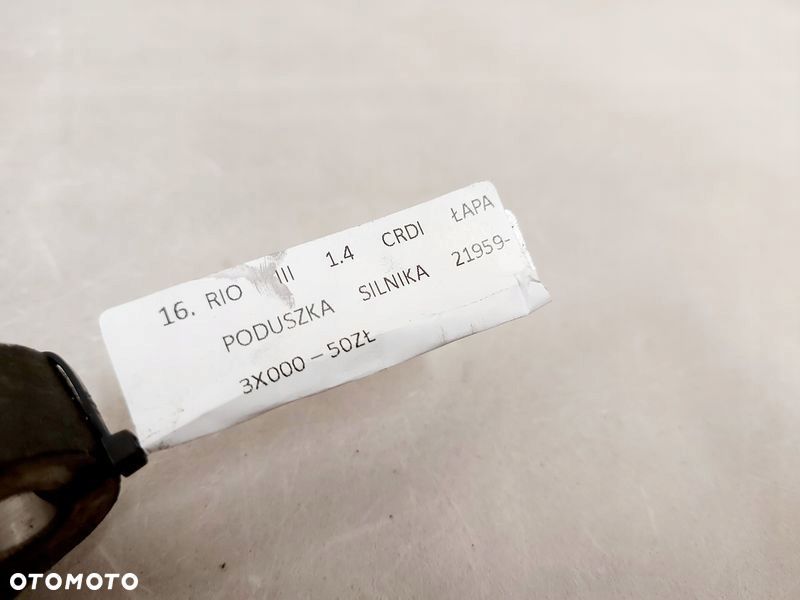 16. RIO III 1.4 CRDI ŁAPA
PODUSZKA SILNIKA 21959-
3X000 – 50ZŁ
OTOMOTO